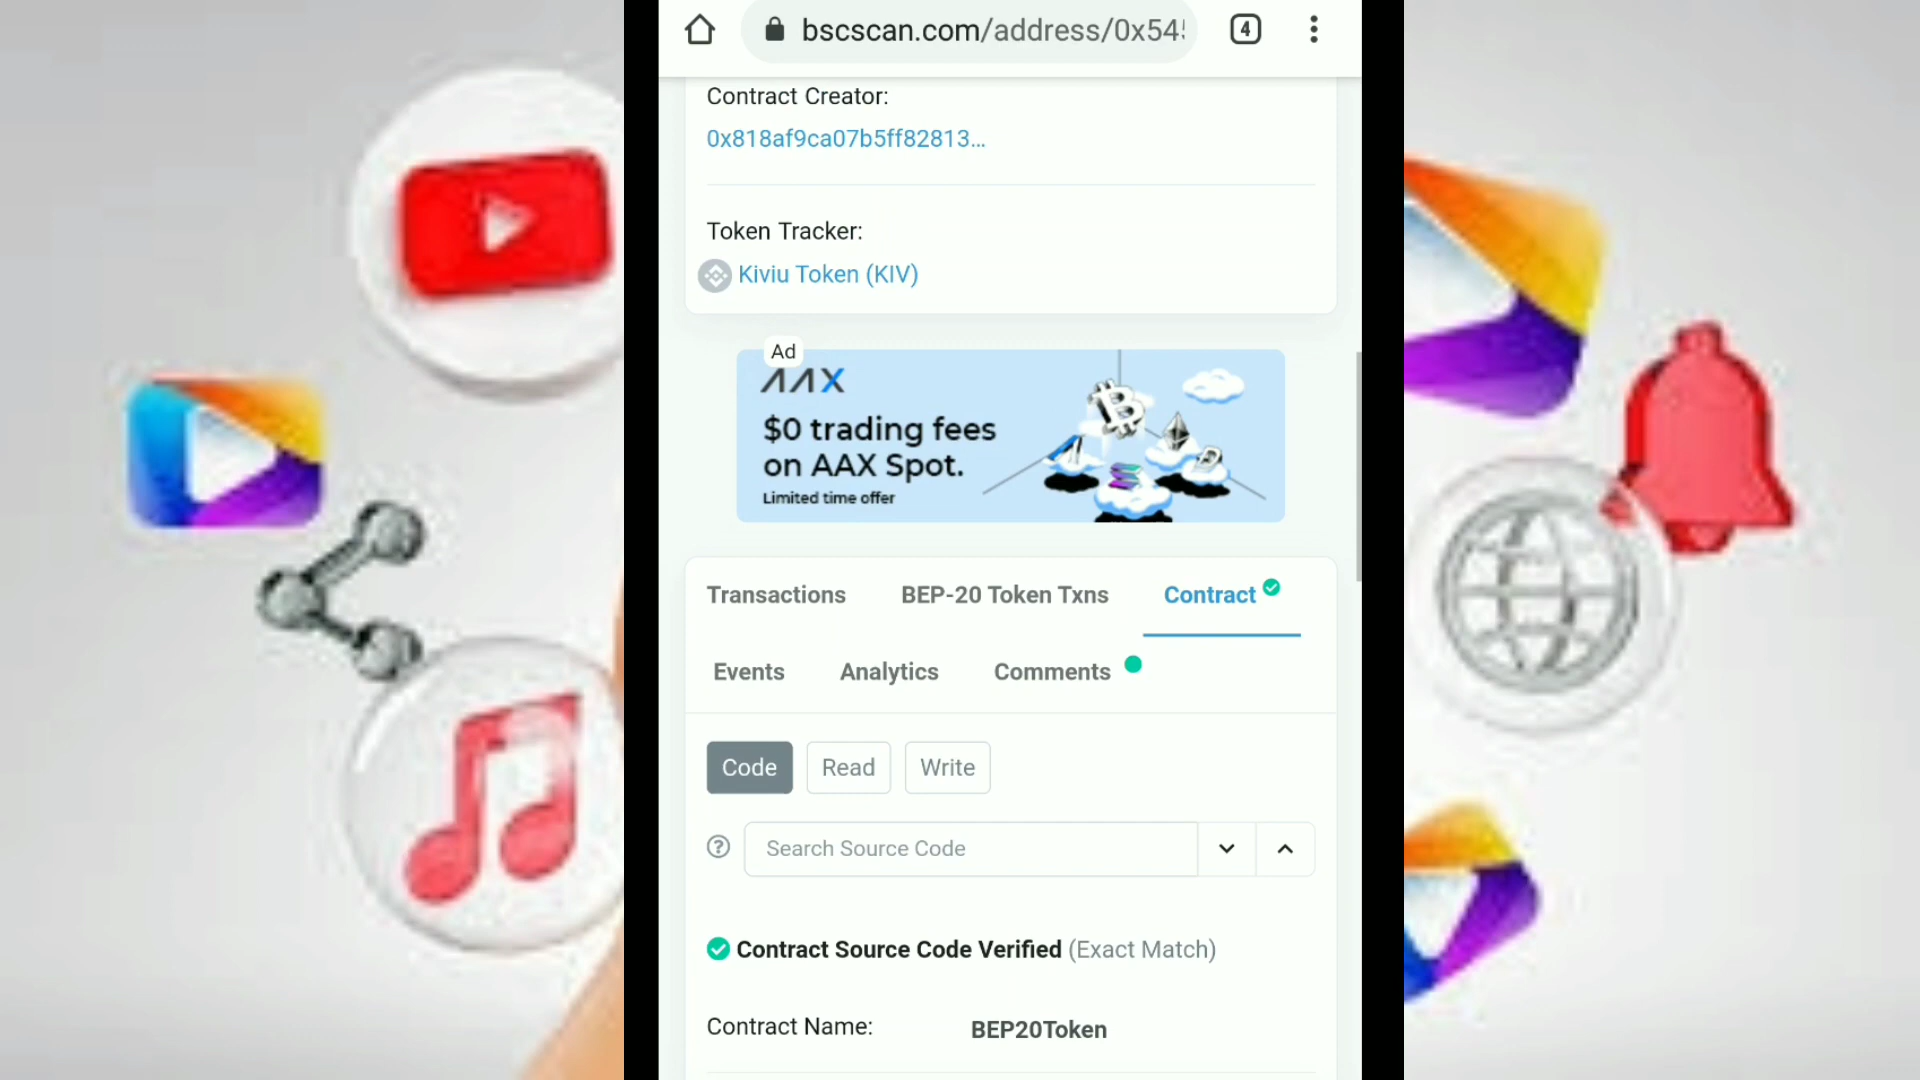 bscscan.com/address/0x545
4
Contract Creator:
0x818af9ca07b5ff82813...
Token Tracker:
Kiviu Token (KIV)
Ad
AAX
$0 trading fees
on AAX Spot.
Limited time offer
Transactions BEP-20 Token Txns Contract
Events Analytics Comments
Code Read Write
Search Source Code
Contract Source Code Verified (Exact Match)
Contract Name: BEP20Token